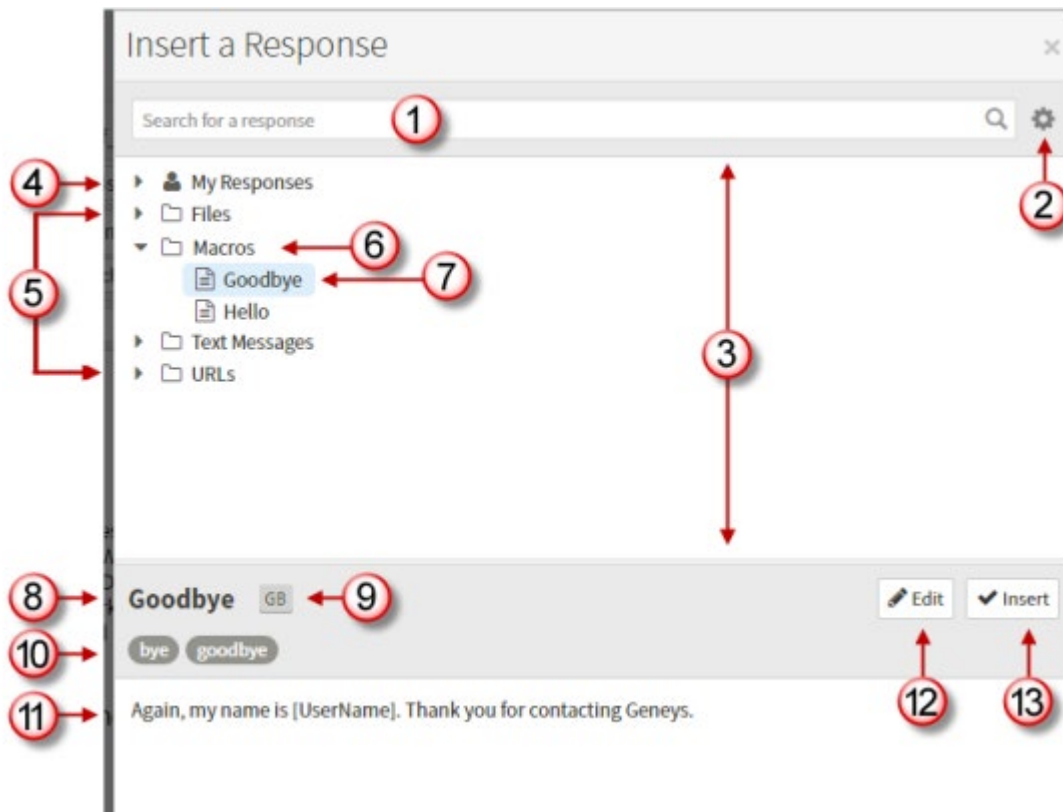 Insert a Response
Search for a response
1
2
4
My Responses
Files
5
Macros
6
Goodbye
7
Hello
Text Messages
3
URLs
8
Goodbye GB
9
Edit Insert
10
bye goodbye
11
Again, my name is [UserName]. Thank you for contacting Geneys.
12
13